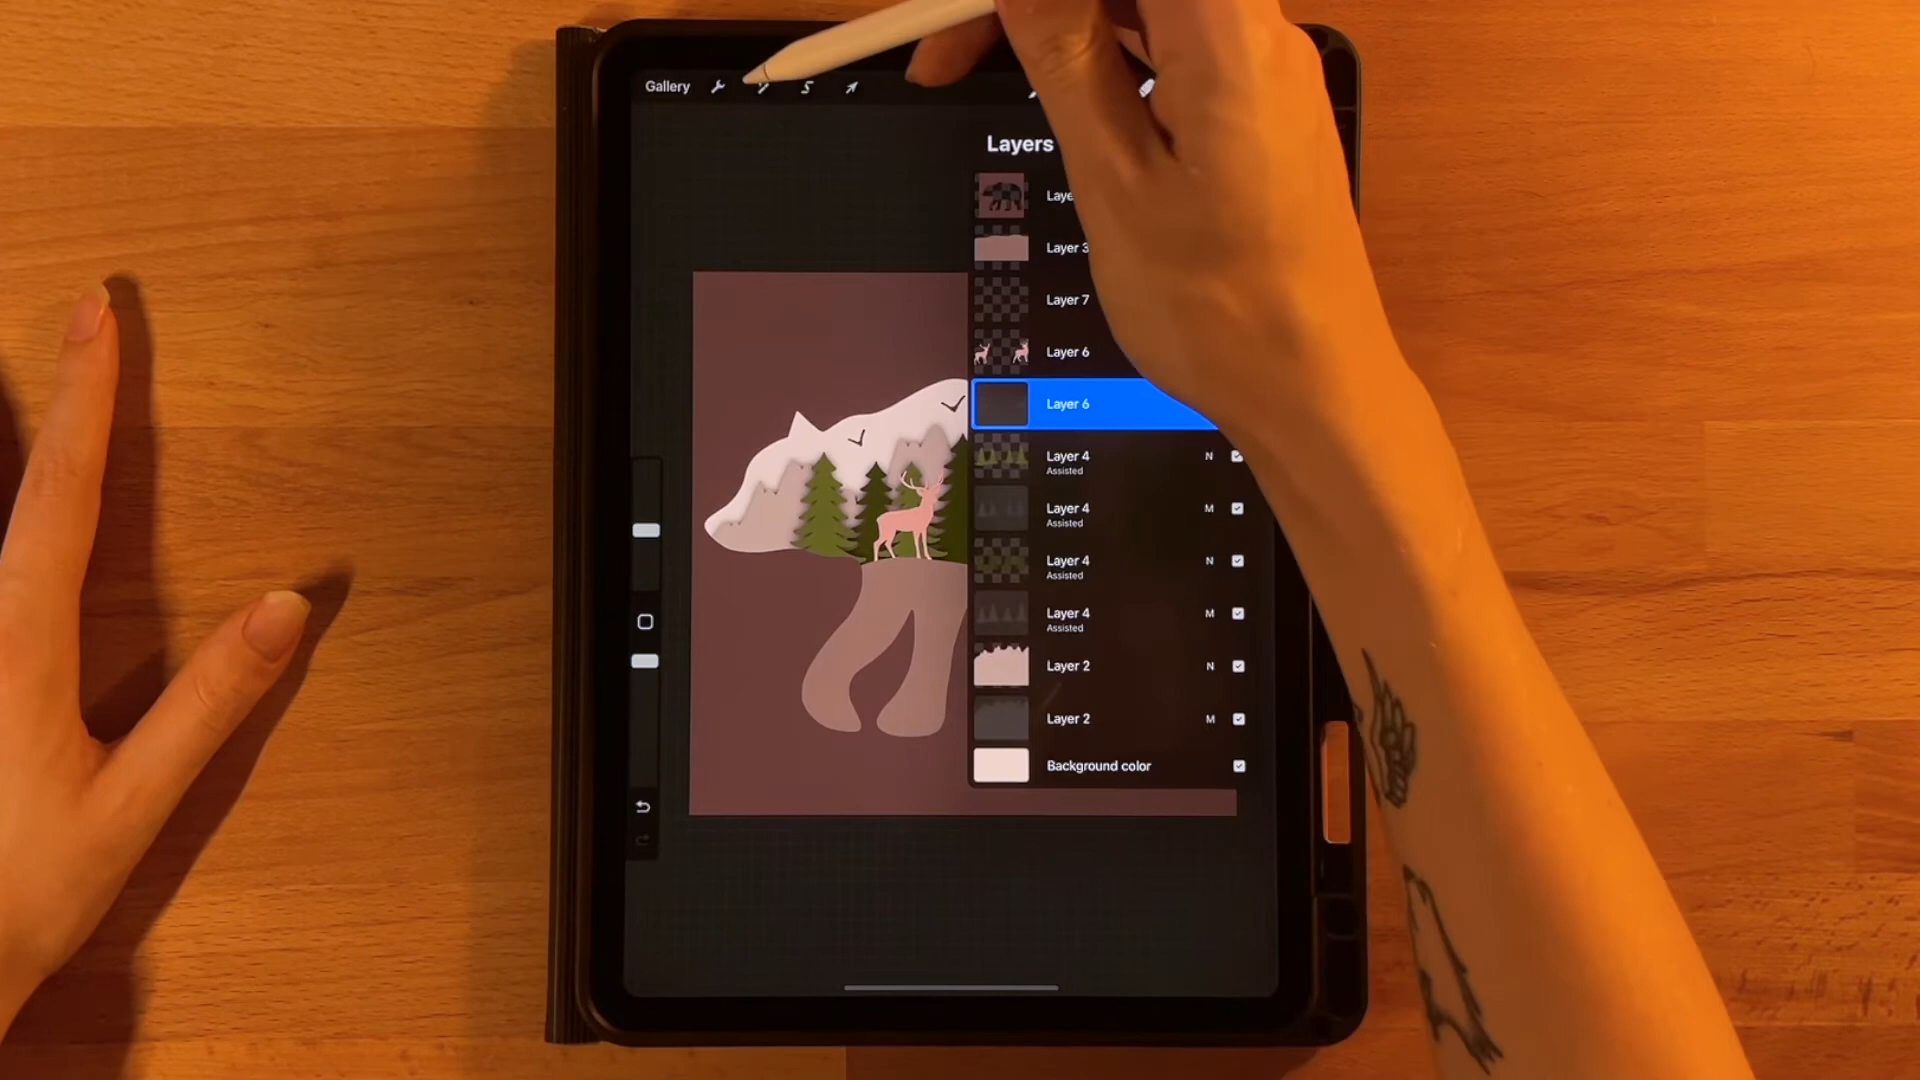 Gallery
Layers
Laye
Layer 3
Layer 7
Layer 6
Layer 6
Layer 4 N
Assisted
Layer 4 M
Assisted
Layer 4 N
Assisted
Layer 4 M
Assisted
Layer 2 N
Layer 2 M
Background color